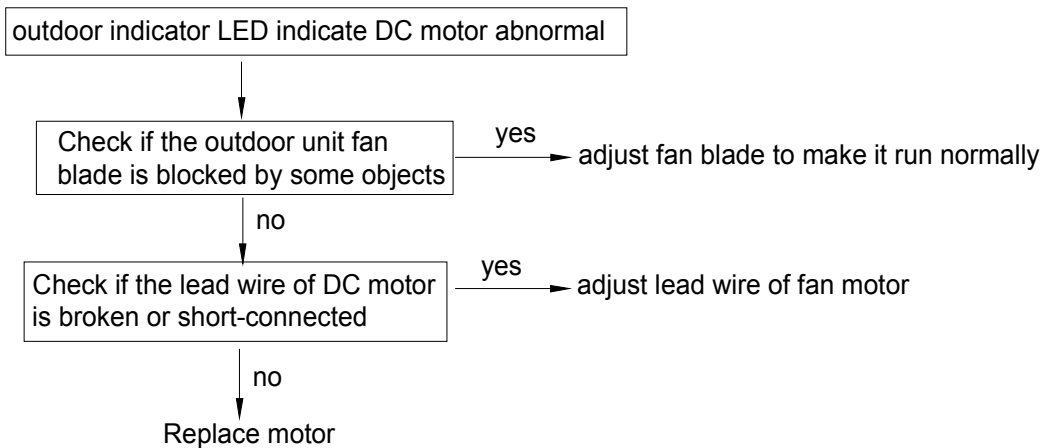 outdoor indicator LED indicate DC motor abnormal
Check if the outdoor unit fan
blade is blocked by some objects
yes
adjust fan blade to make it run normally
no
Check if the lead wire of DC motor
is broken or short-connected
yes
adjust lead wire of fan motor
no
Replace motor